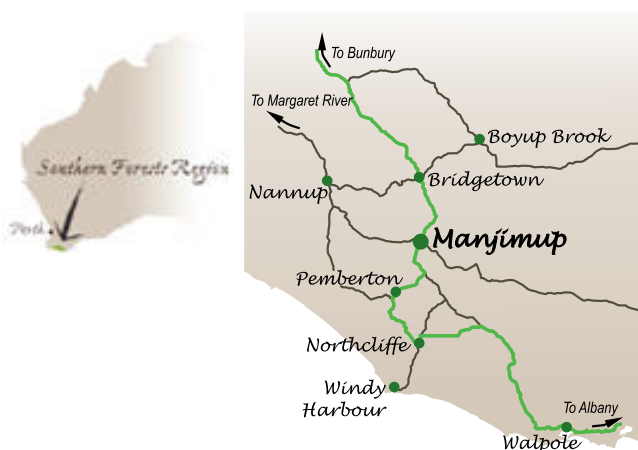 To Bunbury
To Margaret River
Boyup Brook
Southern Forests Region
Nannup
Bridgetown
Perth
Manjimup
Pemberton
Northcliffe
Windy
Harbour
To Albany
Walpole